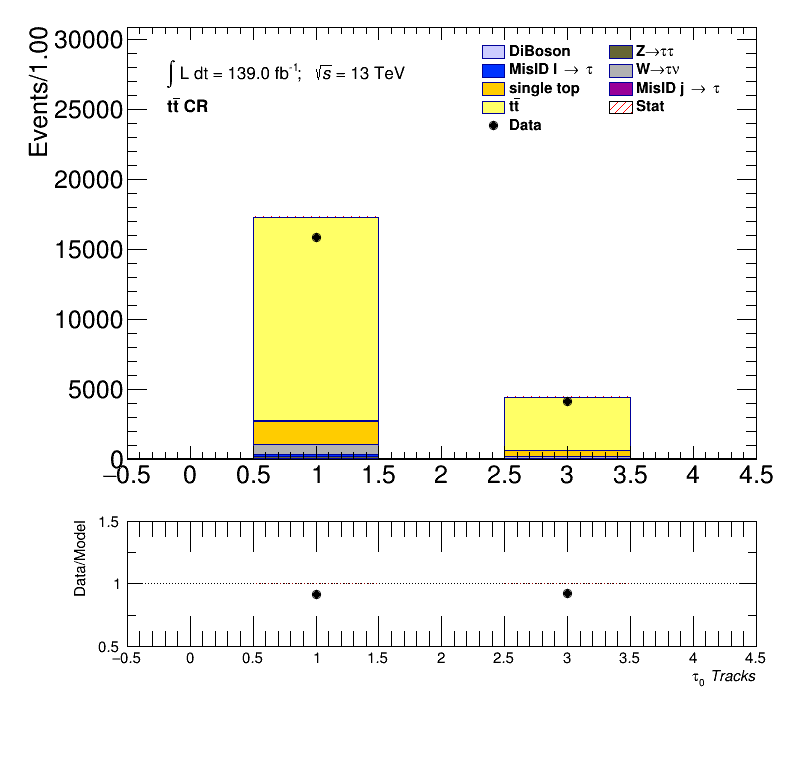 Events/1.00
30000
25000
20000
15000
10000
5000
0
∫ L dt = 139.0 fb⁻¹; √s = 13 TeV
tt̄ CR
DiBoson
Z→ττ
MisID l → τ
W→τν
single top
MisID j → τ
tt̄
Stat
Data
−0.5 0 0.5 1 1.5 2 2.5 3 3.5 4 4.5
Data/Model
1.5
1
0.5
−0.5 0 0.5 1 1.5 2 2.5 3 3.5 4 4.5
τ₀ Tracks